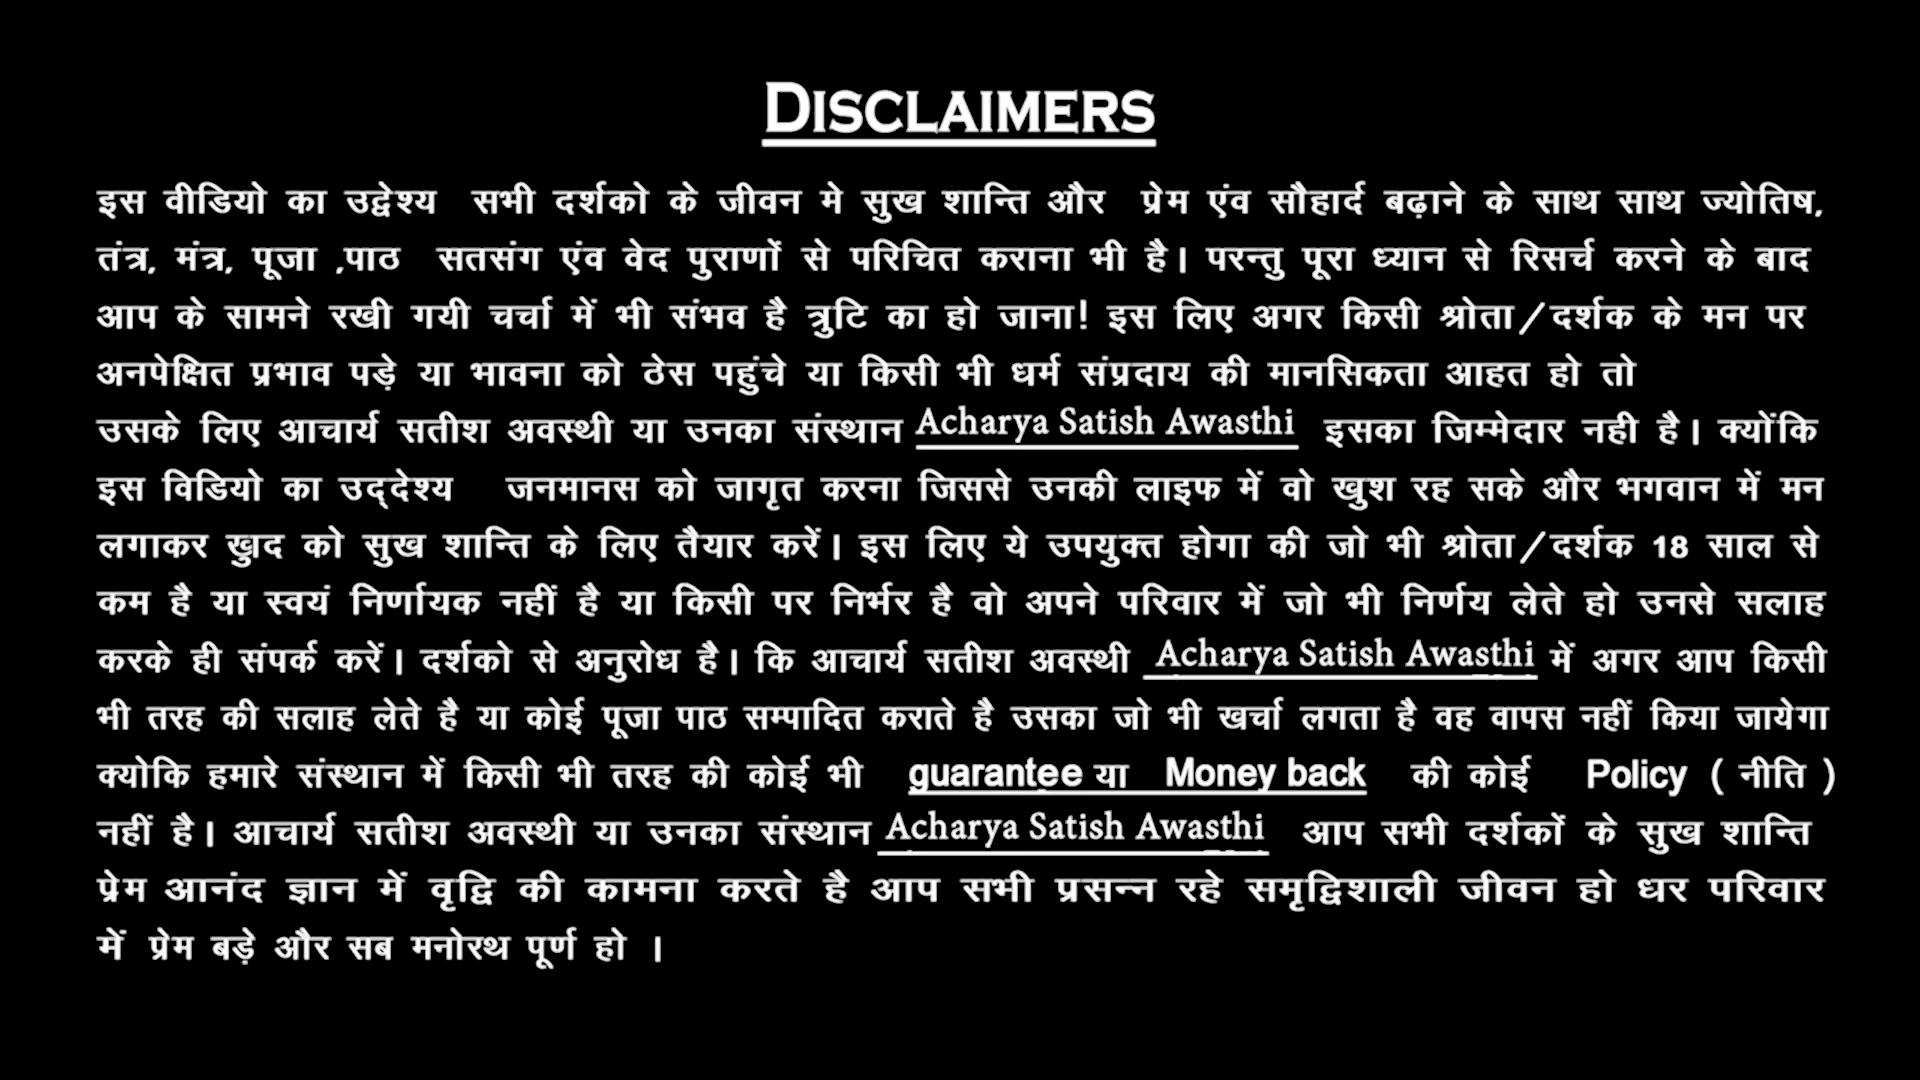 DISCLAIMERS
इस वीडियो का उद्वेश्य सभी दर्शको के जीवन मे सुख शान्ति और प्रेम एंव सौहार्द बढ़ाने के साथ साथ ज्योतिष,
तंत्र, मंत्र, पूजा ,पाठ सतसंग एंव वेद पुराणों से परिचित कराना भी है। परन्तु पूरा ध्यान से रिसर्च करने के बाद
आप के सामने रखी गयी चर्चा में भी संभव है त्रुटि का हो जाना! इस लिए अगर किसी श्रोता/दर्शक के मन पर
अनपेक्षित प्रभाव पड़े या भावना को ठेस पहुंचे या किसी भी धर्म संप्रदाय की मानसिकता आहत हो तो
उसके लिए आचार्य सतीश अवस्थी या उनका संस्थान Acharya Satish Awasthi इसका जिम्मेदार नही है। क्योंकि
इस विडियो का उद्देश्य जनमानस को जागृत करना जिससे उनकी लाइफ में वो खुश रह सके और भगवान में मन
लगाकर खुद को सुख शान्ति के लिए तैयार करें। इस लिए ये उपयुक्त होगा की जो भी श्रोता/दर्शक 18 साल से
कम है या स्वयं निर्णायक नहीं है या किसी पर निर्भर है वो अपने परिवार में जो भी निर्णय लेते हो उनसे सलाह
करके ही संपर्क करें। दर्शको से अनुरोध है। कि आचार्य सतीश अवस्थी Acharya Satish Awasthi में अगर आप किसी
भी तरह की सलाह लेते है या कोई पूजा पाठ सम्पादित कराते है उसका जो भी खर्चा लगता है वह वापस नहीं किया जायेगा
क्योकि हमारे संस्थान में किसी भी तरह की कोई भी guarantee या Money back की कोई Policy ( नीति )
नहीं है। आचार्य सतीश अवस्थी या उनका संस्थान Acharya Satish Awasthi आप सभी दर्शकों के सुख शान्ति
प्रेम आनंद ज्ञान में वृद्वि की कामना करते है आप सभी प्रसन्न रहे समृद्विशाली जीवन हो धर परिवार
में प्रेम बड़े और सब मनोरथ पूर्ण हो ।